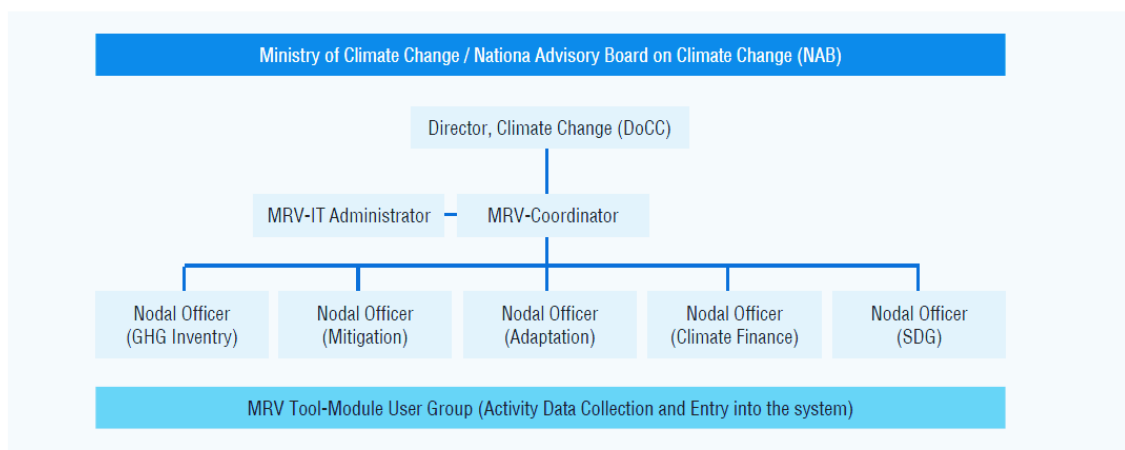 Ministry of Climate Change / Nationa Advisory Board on Climate Change (NAB)
Director, Climate Change (DoCC)
MRV-IT Administrator
MRV-Coordinator
Nodal Officer
(GHG Inventry)
Nodal Officer
(Mitigation)
Nodal Officer
(Adaptation)
Nodal Officer
(Climate Finance)
Nodal Officer
(SDG)
MRV Tool-Module User Group (Activity Data Collection and Entry into the system)